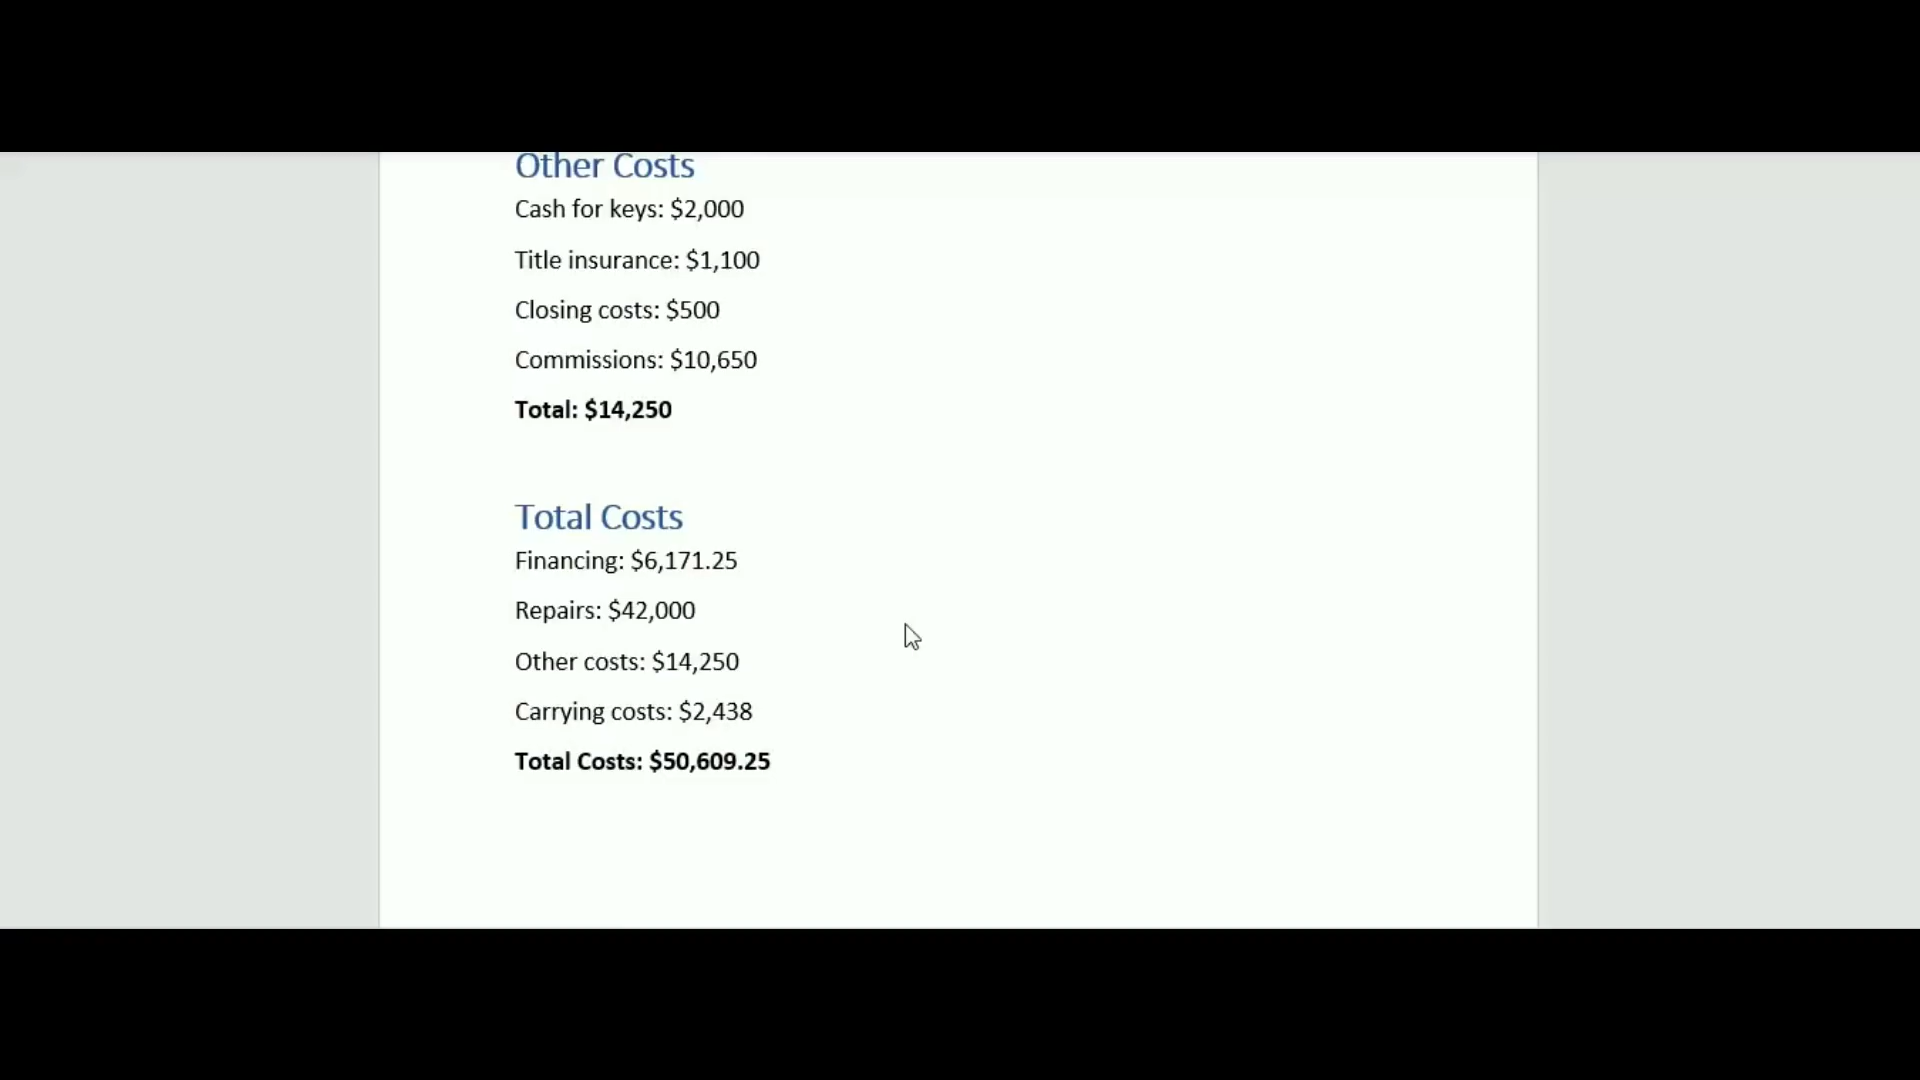 Other Costs
Cash for keys: $2,000
Title insurance: $1,100
Closing costs: $500
Commissions: $10,650
Total: $14,250
Total Costs
Financing: $6,171.25
Repairs: $42,000
Other costs: $14,250
Carrying costs: $2,438
Total Costs: $50,609.25